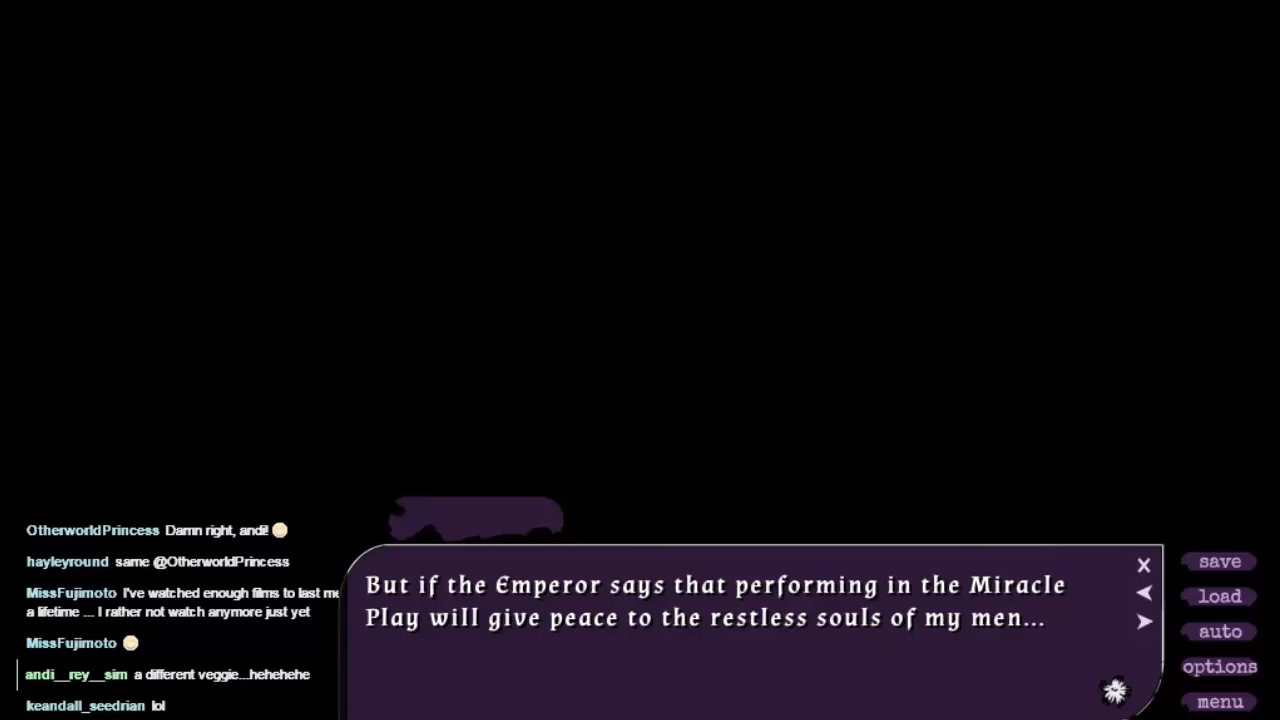 OtherworldPrincess Damn right, andi!
hayleyround same @OtherworldPrincess
MissFujimoto I've watched enough films to last me
a lifetime ... I rather not watch anymore just yet
MissFujimoto
andi__rey__sim a different veggie...hehehehe
keandall_seedrian lol
But if the Emperor says that performing in the Miracle
Play will give peace to the restless souls of my men...
save
load
auto
options
menu